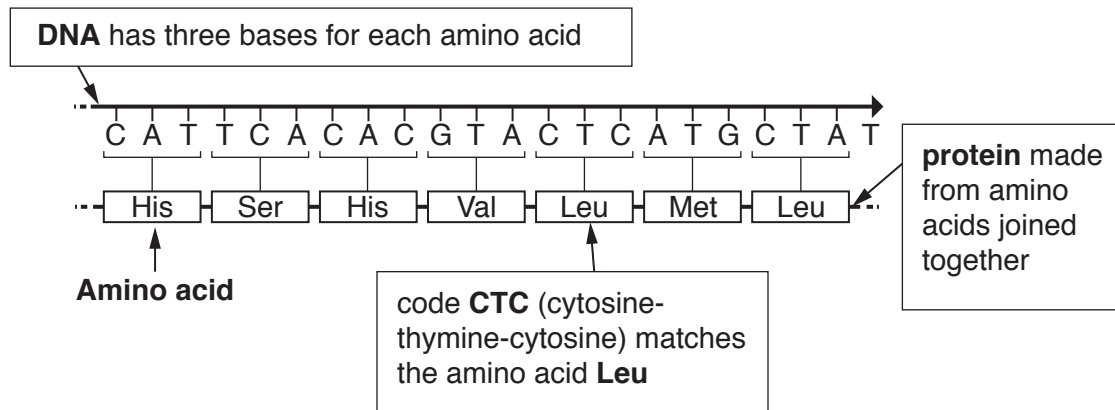 DNA has three bases for each amino acid
C A T T C A C A C G T A C T C A T G C T A T
His Ser His Val Leu Met Leu
protein made
from amino
acids joined
together
Amino acid
code CTC (cytosine-
thymine-cytosine) matches
the amino acid Leu